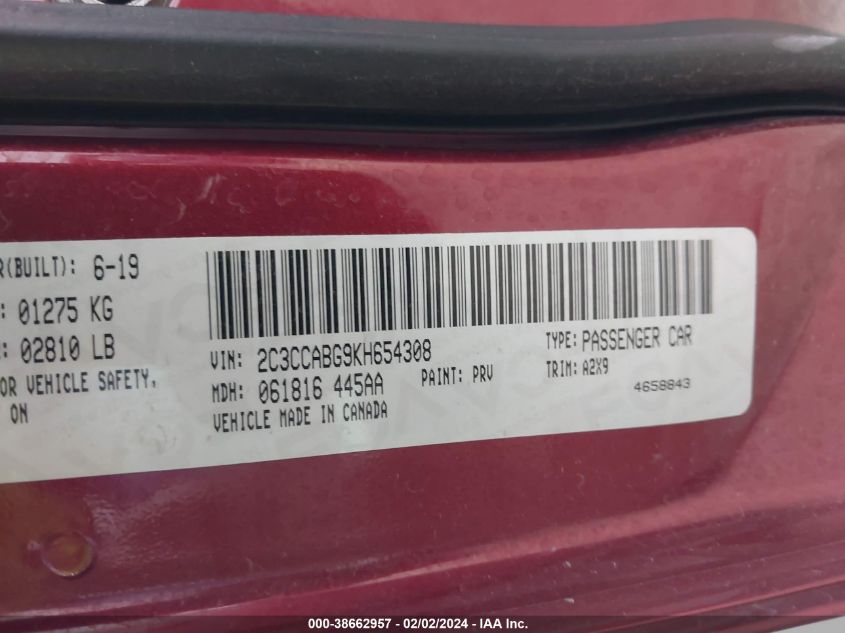 R(BUILT): 6-19
: 01275 KG
: 02810 LB
OR VEHICLE SAFETY,
ON
VIN: 2C3CCABG9KH654308
TYPE: PASSENGER CAR
MDH: 061816 445AA
PAINT: PRV
TRIM: A2X9
VEHICLE MADE IN CANADA
4658843
000-38662957 / 02/02/2024 - IAA Inc.